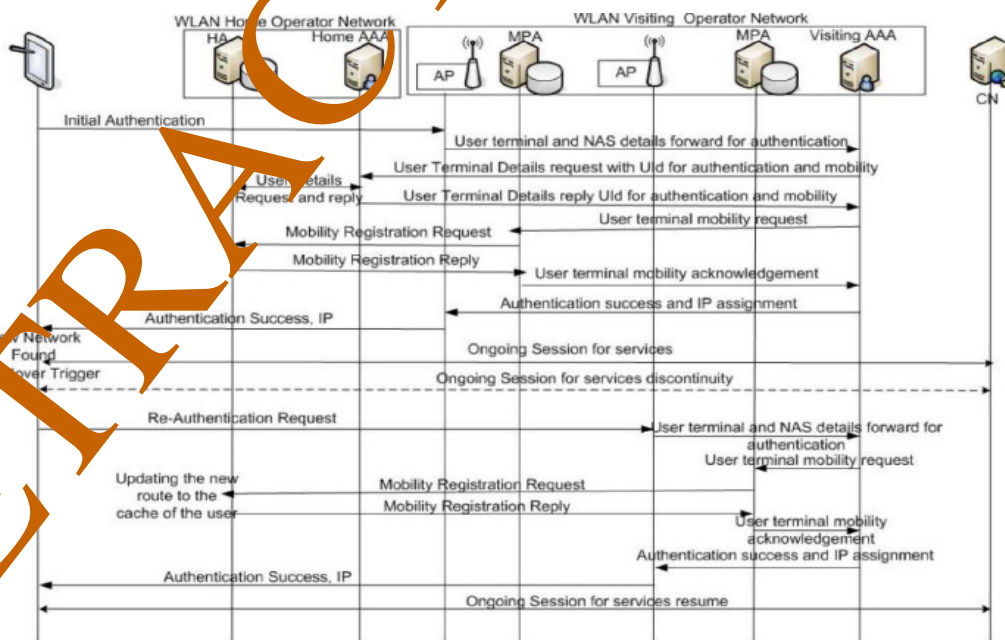 WLAN Home Operator Network
WLAN Visiting Operator Network
HA
Home AAA
MPA
MPA
Visiting AAA
AP
AP
CN
Initial Authentication
User terminal and NAS details forward for authentication
User Terminal Details request with UId for authentication and mobility
User Details
Request and reply
User Terminal Details reply UId for authentication and mobility
User terminal mobility request
Mobility Registration Request
Mobility Registration Reply
User terminal mobility acknowledgement
Authentication success and IP assignment
Authentication Success, IP
Network
Found
Trigger
Ongoing Session for services
Ongoing Session for services discontinuity
Re-Authentication Request
User terminal and NAS details forward for
authentication
User terminal mobility request
Updating the new
route to the
cache of the user
Mobility Registration Request
Mobility Registration Reply
User terminal mobility
acknowledgement
Authentication success and IP assignment
Authentication Success, IP
Ongoing Session for services resume